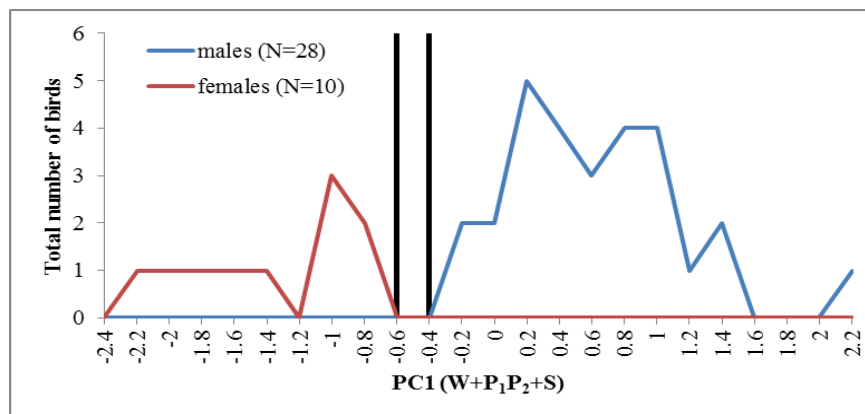 6
5
4
3
2
1
0
Total number of birds
males (N=28)
females (N=10)
-2.4 -2.2 -2 -1.8 -1.6 -1.4 -1.2 -1 -0.8 -0.6 -0.4 -0.2 0 0.2 0.4 0.6 0.8 1 1.2 1.4 1.6 1.8 2 2.2
PC1 (W+P₁P₂+S)